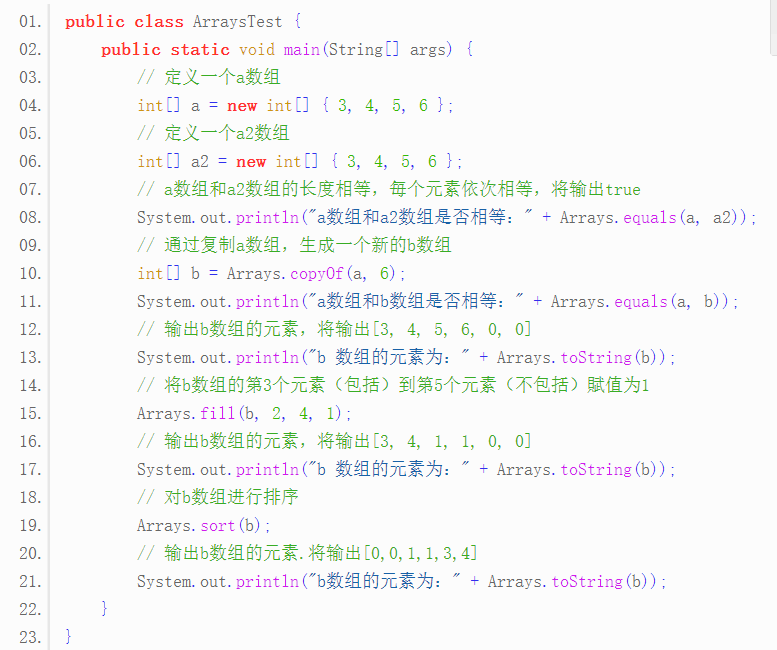 01. public class ArraysTest {
02. public static void main(String[] args) {
03. // 定义一个a数组
04. int[] a = new int[] { 3, 4, 5, 6 };
05. // 定义一个a2数组
06. int[] a2 = new int[] { 3, 4, 5, 6 };
07. // a数组和a2数组的长度相等，每个元素依次相等，将输出true
08. System.out.println("a数组和a2数组是否相等：" + Arrays.equals(a, a2));
09. // 通过复制a数组，生成一个新的b数组
10. int[] b = Arrays.copyOf(a, 6);
11. System.out.println("a数组和b数组是否相等：" + Arrays.equals(a, b));
12. // 输出b数组的元素，将输出[3, 4, 5, 6, 0, 0]
13. System.out.println("b 数组的元素为：" + Arrays.toString(b));
14. // 将b数组的第3个元素（包括）到第5个元素（不包括）賦值为1
15. Arrays.fill(b, 2, 4, 1);
16. // 输出b数组的元素，将输出[3, 4, 1, 1, 0, 0]
17. System.out.println("b 数组的元素为：" + Arrays.toString(b));
18. // 对b数组进行排序
19. Arrays.sort(b);
20. // 输出b数组的元素.将输出[0,0,1,1,3,4]
21. System.out.println("b数组的元素为：" + Arrays.toString(b));
22. }
23. }